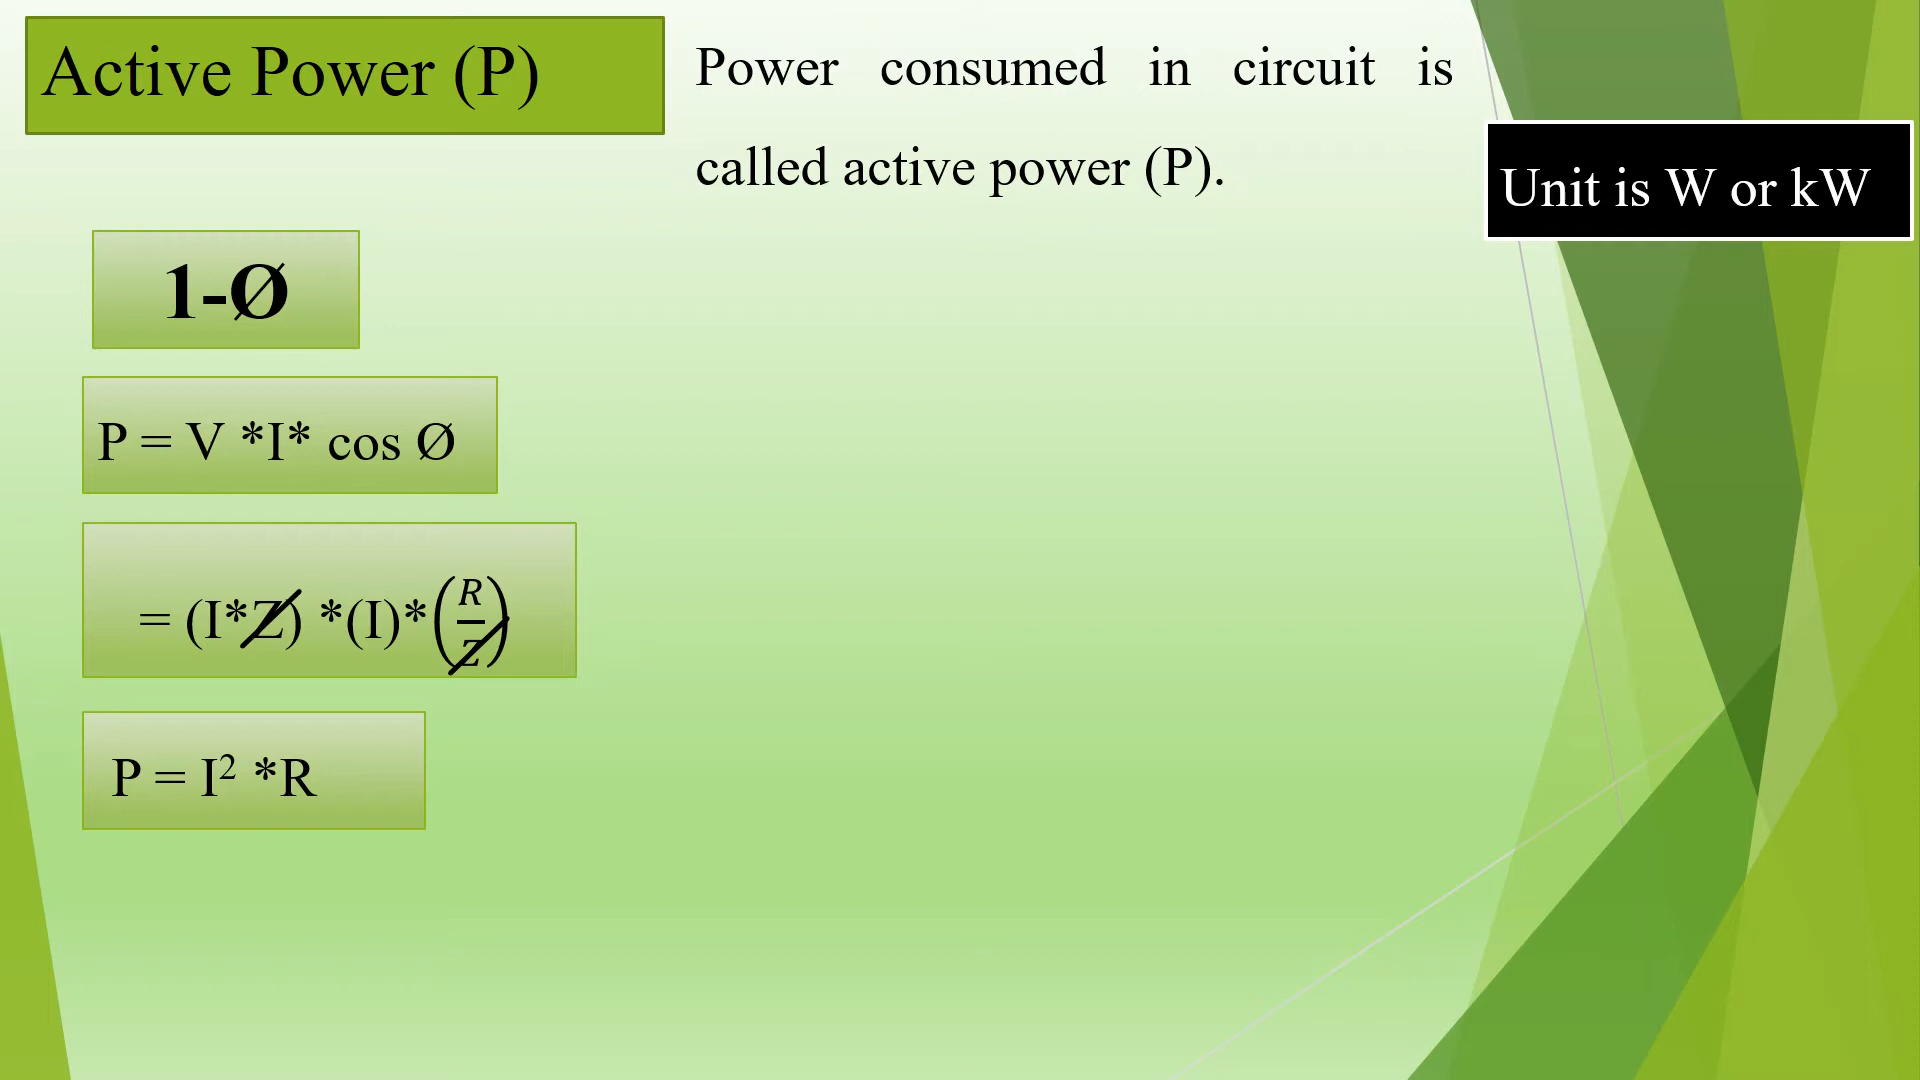 Active Power (P)
Power consumed in circuit is
called active power (P).
Unit is W or kW
1-Ø
P = V *I* cos Ø
= (I*Z) *(I)*(R/Z)
P = I² *R